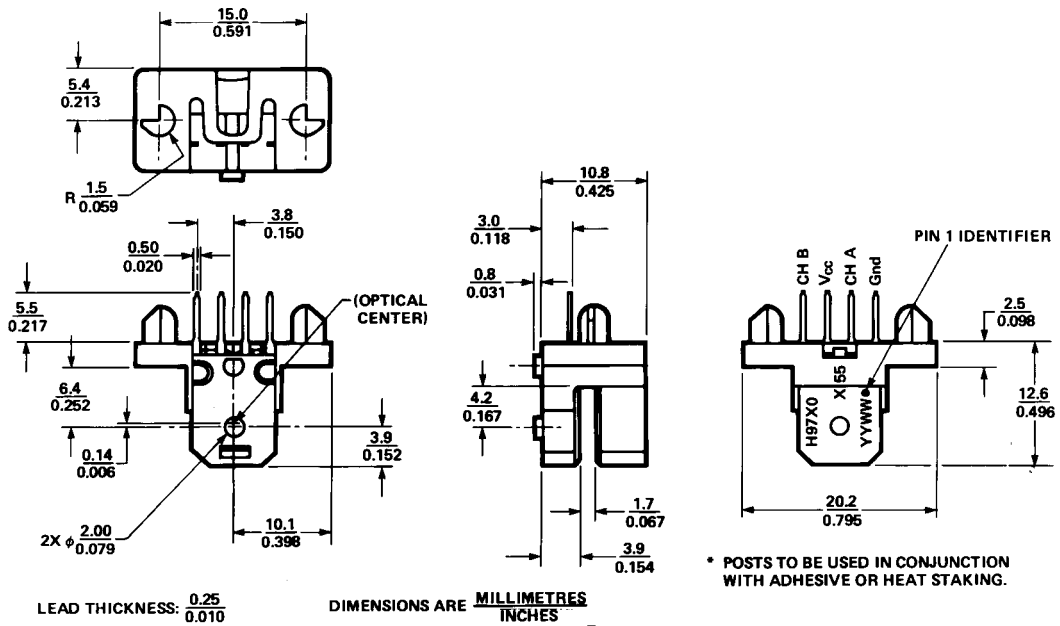 15.0
0.591
5.4
0.213
R 1.5
0.059
3.8
0.150
0.50
0.020
5.5
0.217
(OPTICAL
CENTER)
6.4
0.252
0.14
0.006
3.9
0.152
2X ϕ 2.00
0.079
10.1
0.398
10.8
0.425
3.0
0.118
0.8
0.031
4.2
0.167
1.7
0.067
3.9
0.154
PIN 1 IDENTIFIER
CH B
Vcc
CH A
Gnd
2.5
0.098
12.6
0.496
H97X0
X 55
YYWW
20.2
0.795
* POSTS TO BE USED IN CONJUNCTION
WITH ADHESIVE OR HEAT STAKING.
LEAD THICKNESS: 0.25
0.010
DIMENSIONS ARE MILLIMETRES
INCHES